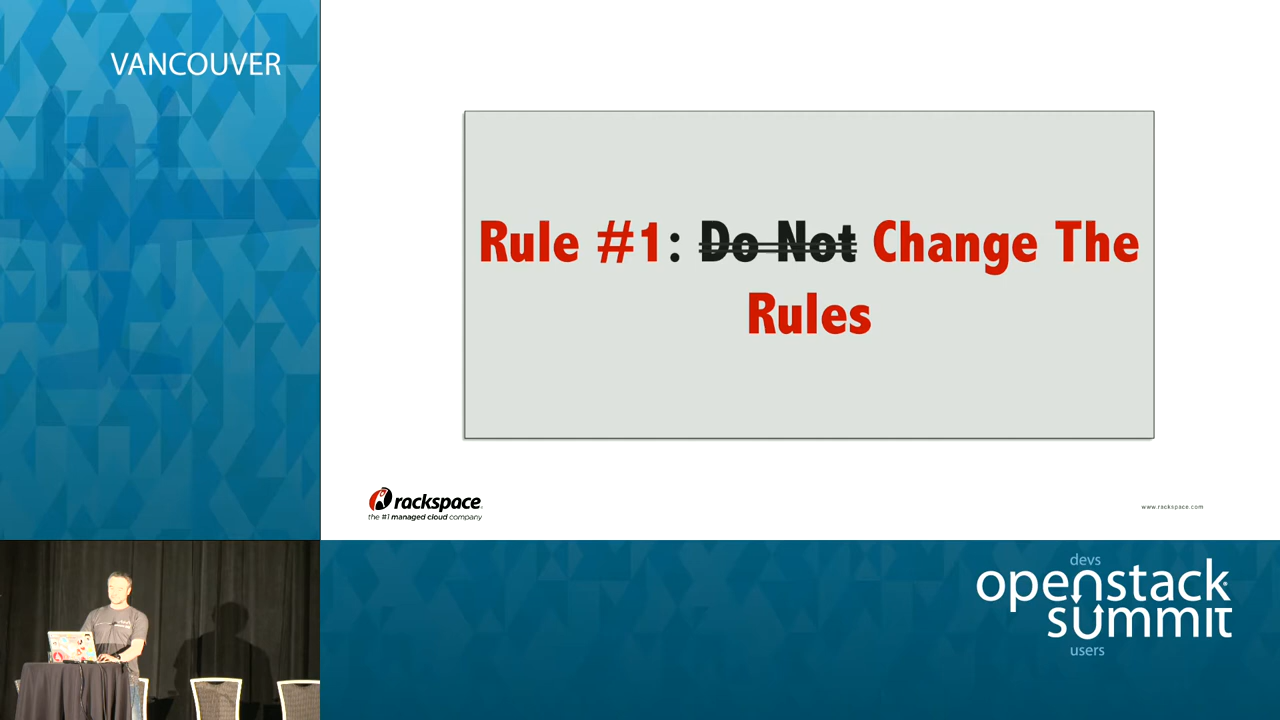 VANCOUVER
Rule #1: Do Not Change The
Rules
rackspace
the #1 managed cloud company
www.rackspace.com
devs
openstack
summit
users